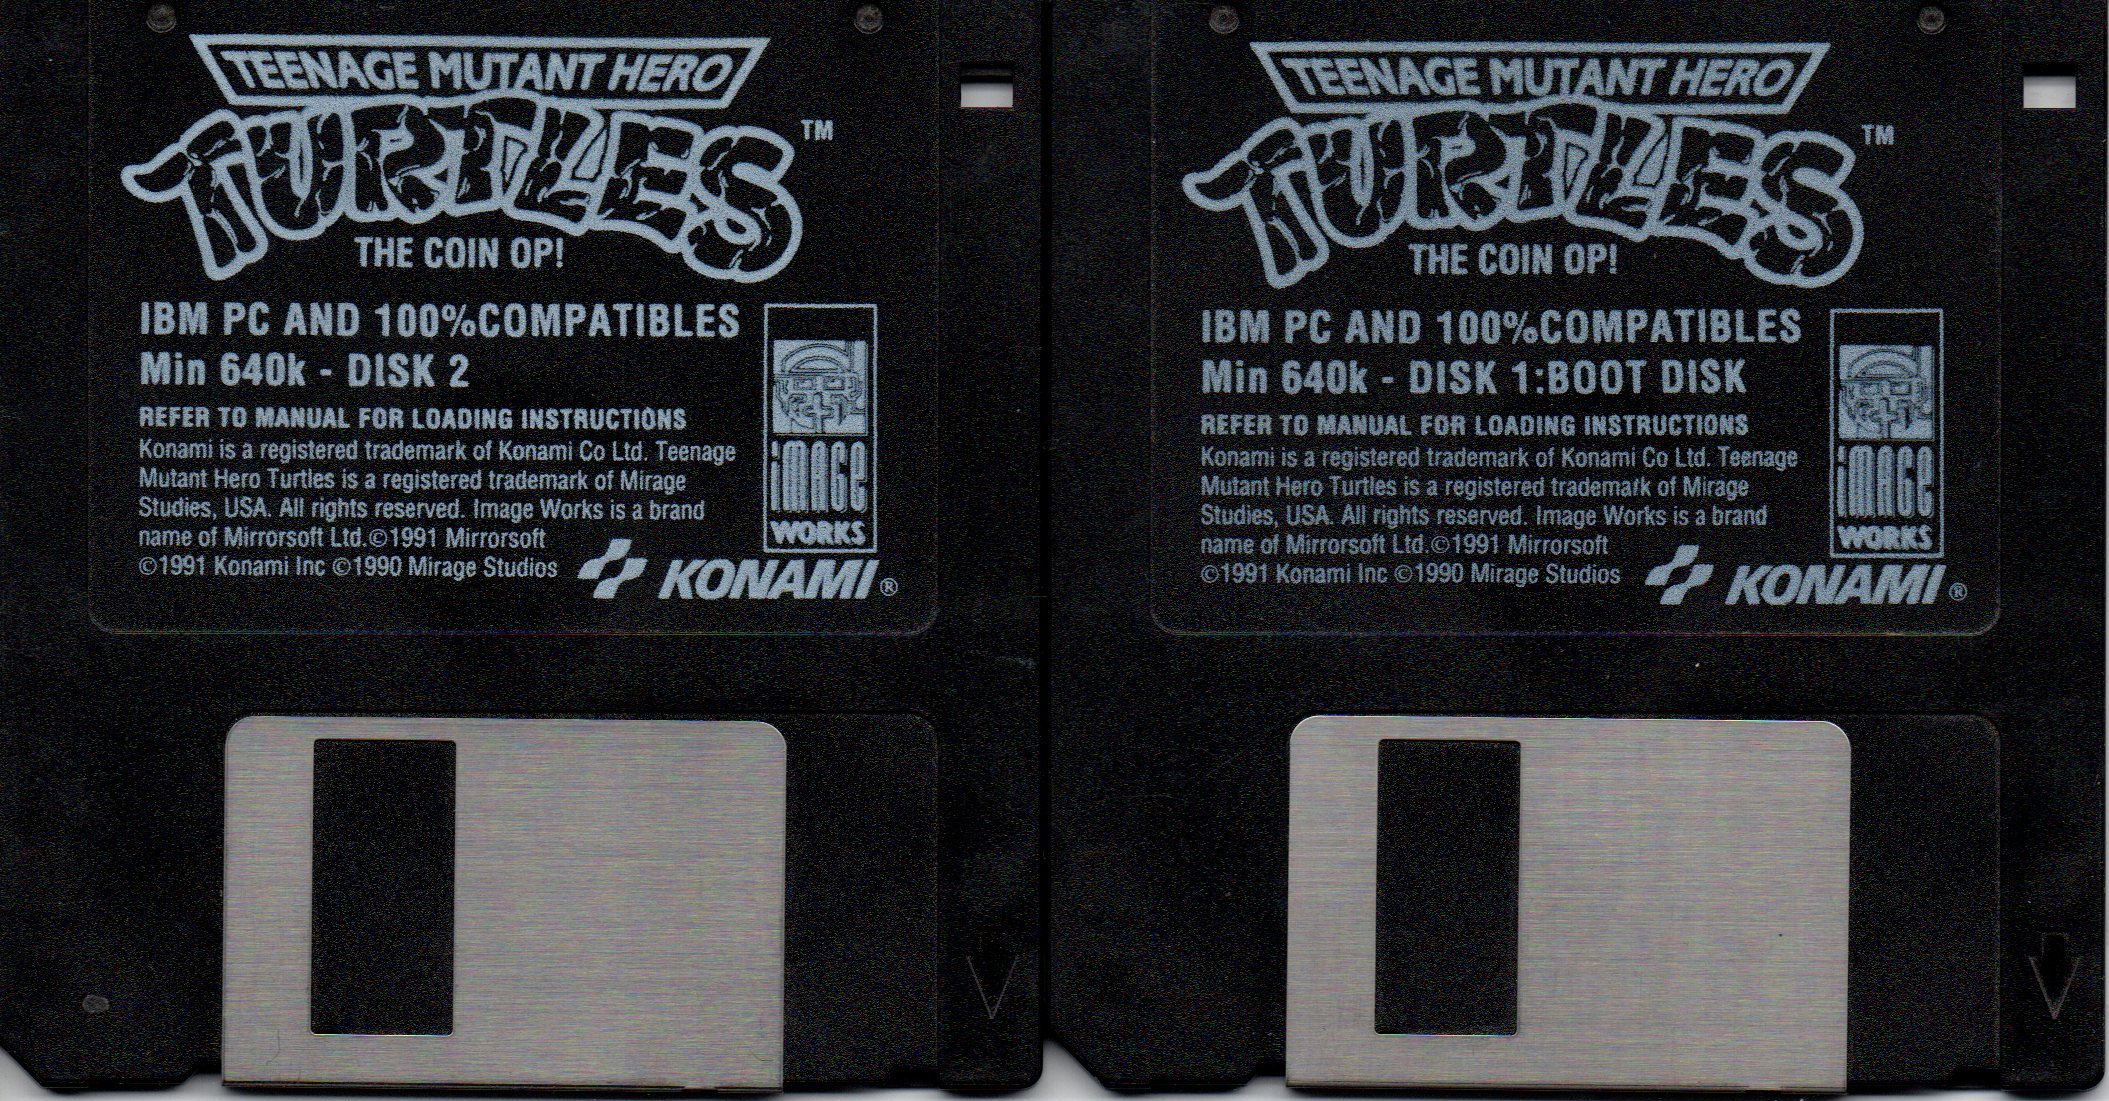 TEENAGE MUTANT HERO
TURTLES™
THE COIN OP!
IBM PC AND 100%COMPATIBLES
Min 640k - DISK 2
REFER TO MANUAL FOR LOADING INSTRUCTIONS
Konami is a registered trademark of Konami Co Ltd. Teenage
Mutant Hero Turtles is a registered trademark of Mirage
Studies, USA. All rights reserved. Image Works is a brand
name of Mirrorsoft Ltd.©1991 Mirrorsoft
©1991 Konami Inc ©1990 Mirage Studios
iMAGE
WORKS
KONAMI®
TEENAGE MUTANT HERO
TURTLES™
THE COIN OP!
IBM PC AND 100%COMPATIBLES
Min 640k - DISK 1:BOOT DISK
REFER TO MANUAL FOR LOADING INSTRUCTIONS
Konami is a registered trademark of Konami Co Ltd. Teenage
Mutant Hero Turtles is a registered trademark of Mirage
Studies, USA. All rights reserved. Image Works is a brand
name of Mirrorsoft Ltd.©1991 Mirrorsoft
©1991 Konami Inc ©1990 Mirage Studios
iMAGE
WORKS
KONAMI®